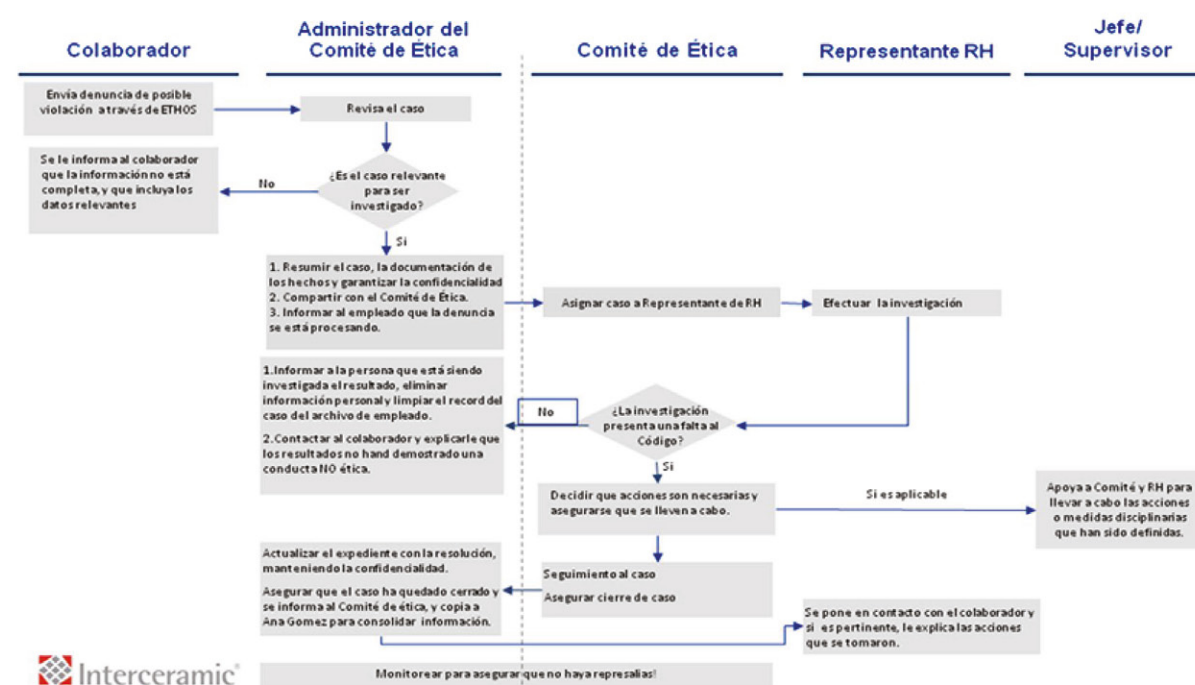 Colaborador
Administrador del
Comité de Ética
Comité de Ética
Representante RH
Jefe/
Supervisor
Envía denuncia de posible
violación a través de ETHOS
Revisa el caso
Se le informa al colaborador
que la información no está
completa, y que incluya los
datos relevantes
No
¿Es el caso relevante
para ser
investigado?
Si
1. Resumir el caso, la documentación de
los hechos y garantizar la confidencialidad
2. Compartir con el Comité de Ética.
3. Informar al empleado que la denuncia
se está procesando.
Asignar caso a Representante de RH
Efectuar la investigación
1.Informar a la persona que está siendo
investigada el resultado, eliminar
información personal y limpiar el record del
caso del archivo de empleado.
2.Contactar al colaborador y explicarle que
los resultados no hand demostrado una
conducta NO ética.
No
¿La investigación
presenta una falta al
Código?
Si
Decidir que acciones son necesarias y
asegurarse que se lleven a cabo.
Si es aplicable
Apoya a Comité y RH para
llevar a cabo las acciones
o medidas disciplinarias
que han sido definidas.
Actualizar el expediente con la resolución,
manteniendo la confidencialidad.
Asegurar que el caso ha quedado cerrado y
se informa al Comité de ética, y copia a
Ana Gomez para consolidar información.
Seguimiento al caso
Asegurar cierre de caso
Se pone en contacto con el colaborador y
si es pertinente, le explica las acciones
que se tomaron.
Interceramic®
Monitorear para asegurar que no haya represalias!